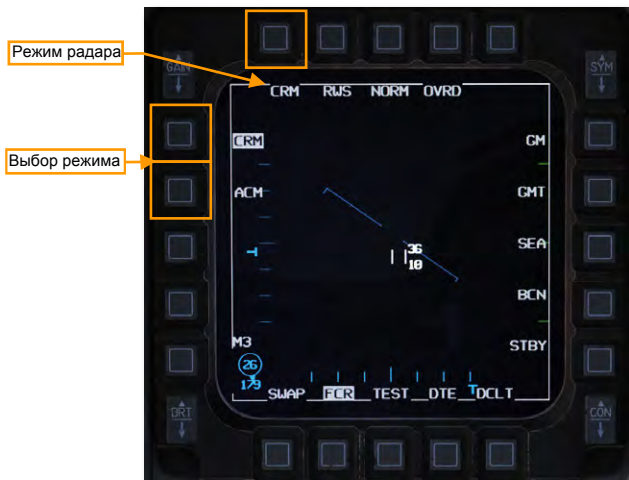 Режим радара
GAIN
SYM
CRM RWS NORM OVRD
CRM
GM
Выбор режима
ACM
GMT
36
SEA
10
BCN
M3
STBY
26
179
SWAP FCR TEST DTE DCLT
BRT
CON